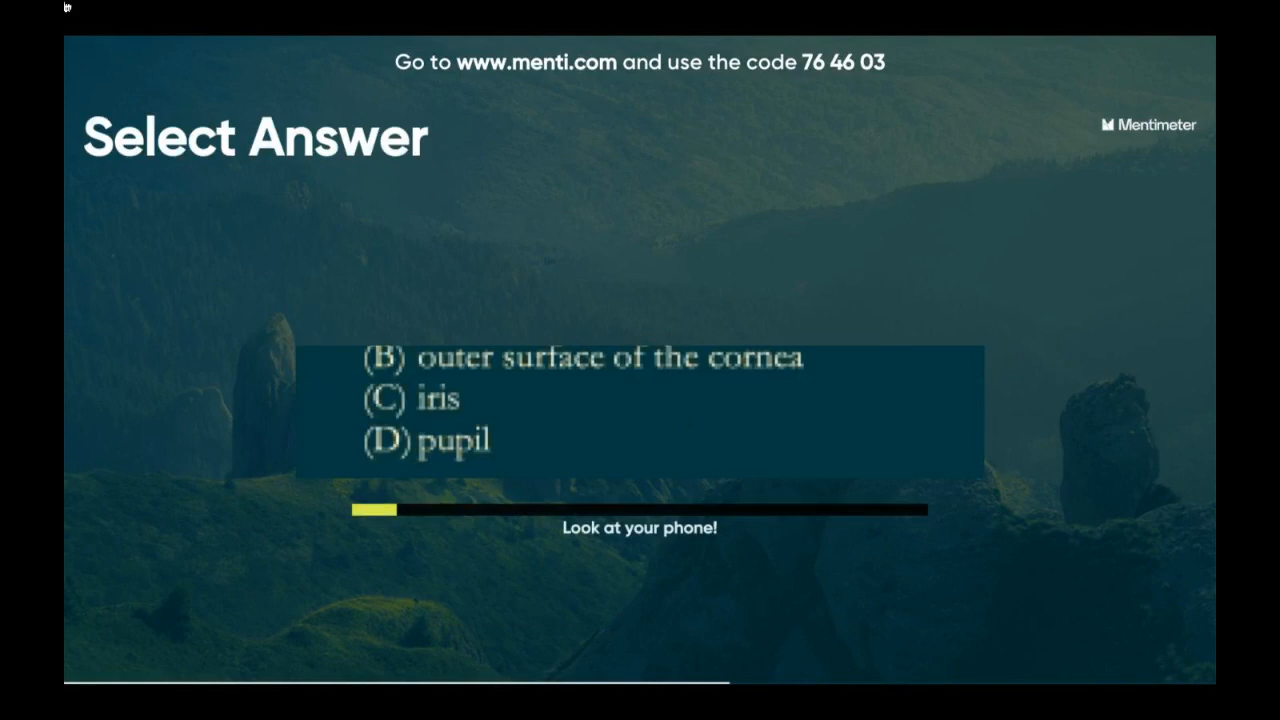 Go to www.menti.com and use the code 76 46 03
Select Answer
Mentimeter
(B) outer surface of the cornea
(C) iris
(D) pupil
Look at your phone!